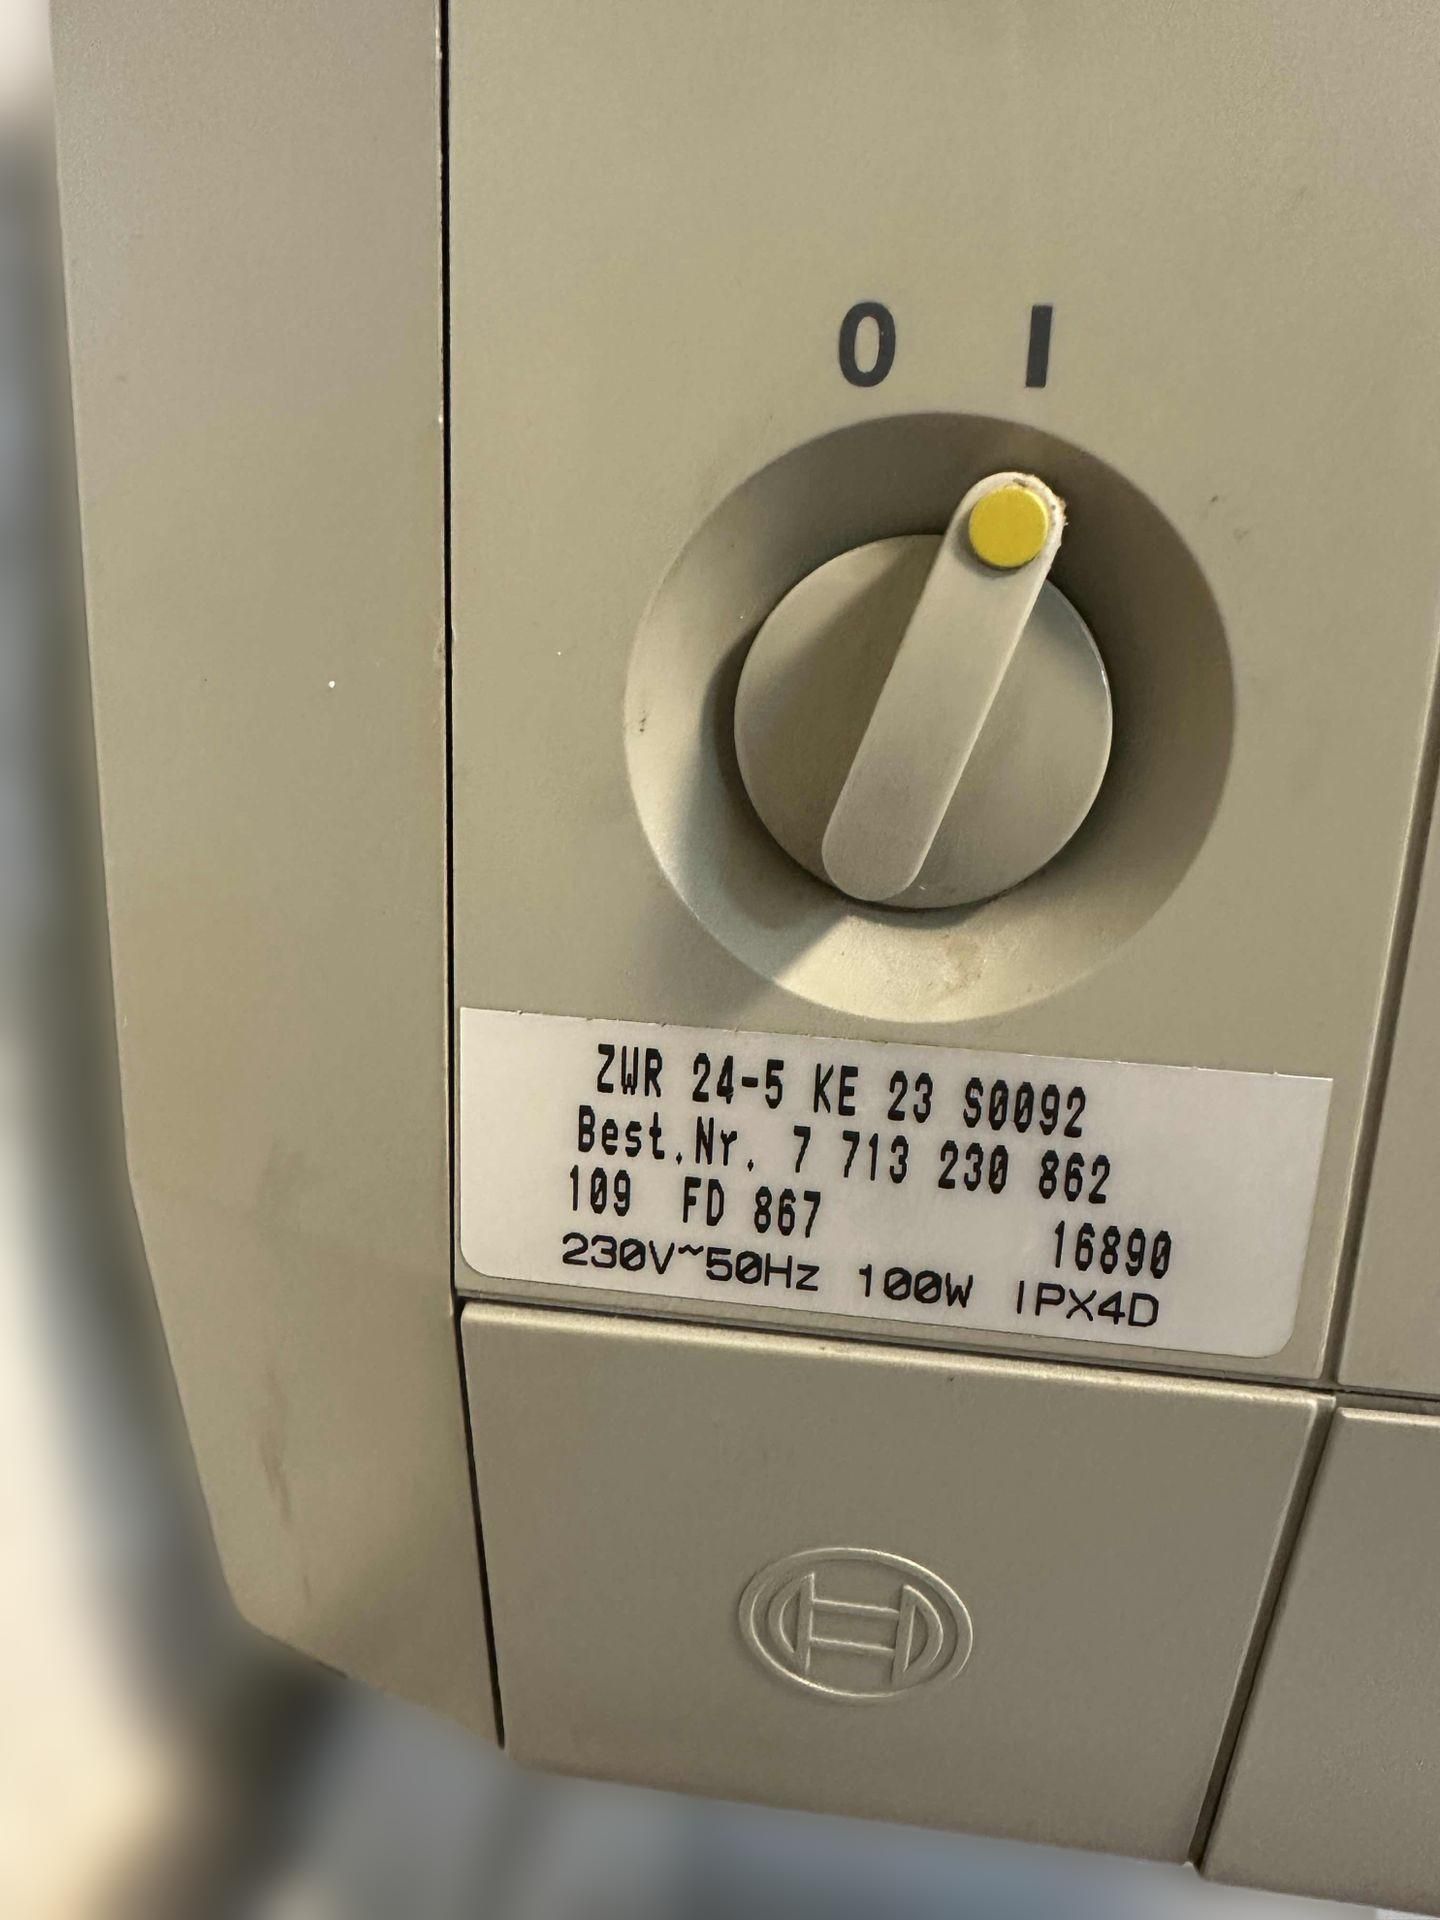 0 I
ZWR 24-5 KE 23 S0092
Best.Nr. 7 713 230 862
109 FD 867 16890
230V~50Hz 100W IPX4D